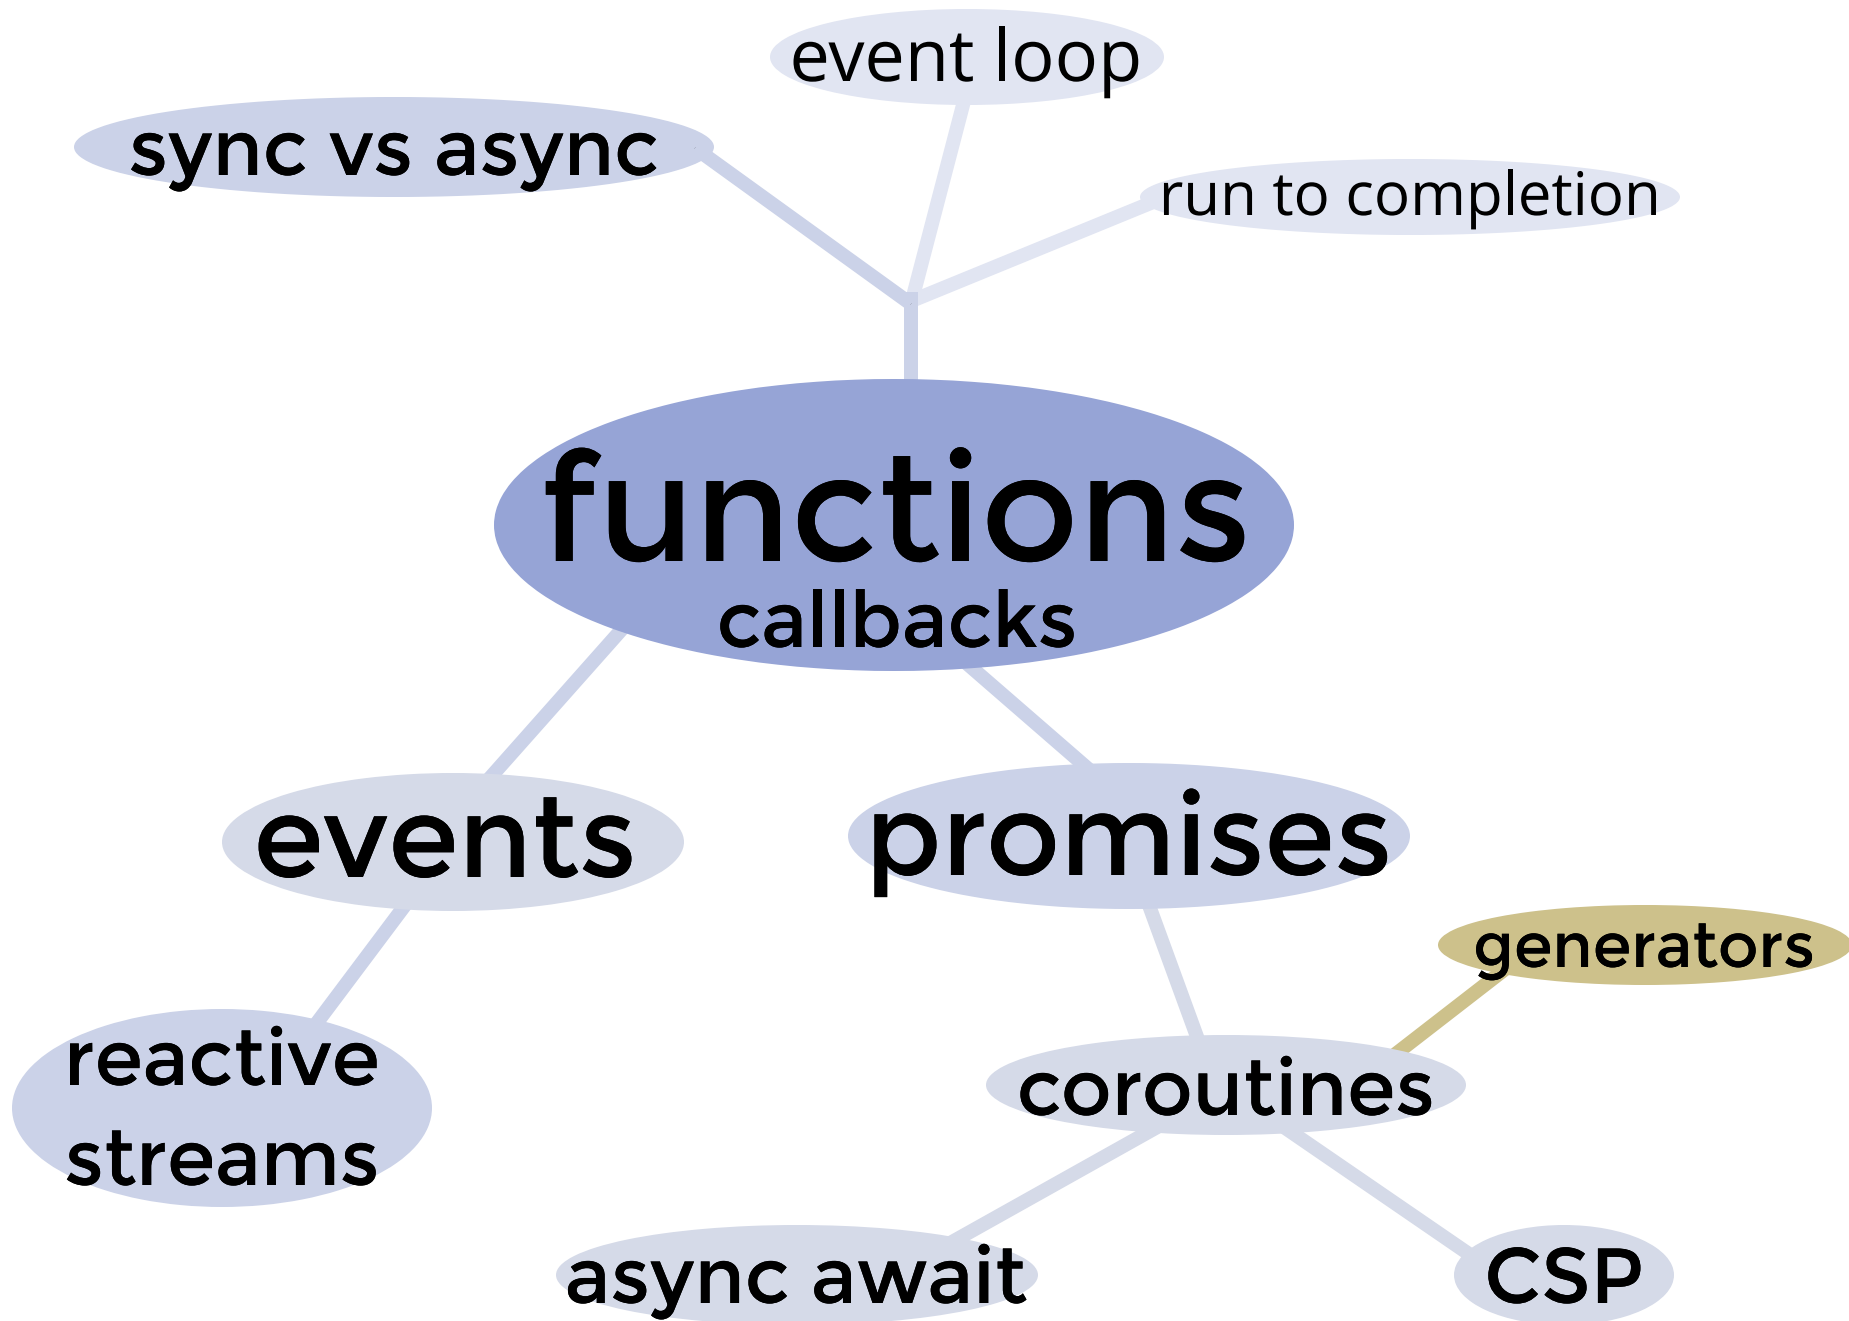 event loop
sync vs async
run to completion
functions
callbacks
events
promises
generators
reactive
streams
coroutines
async await
CSP